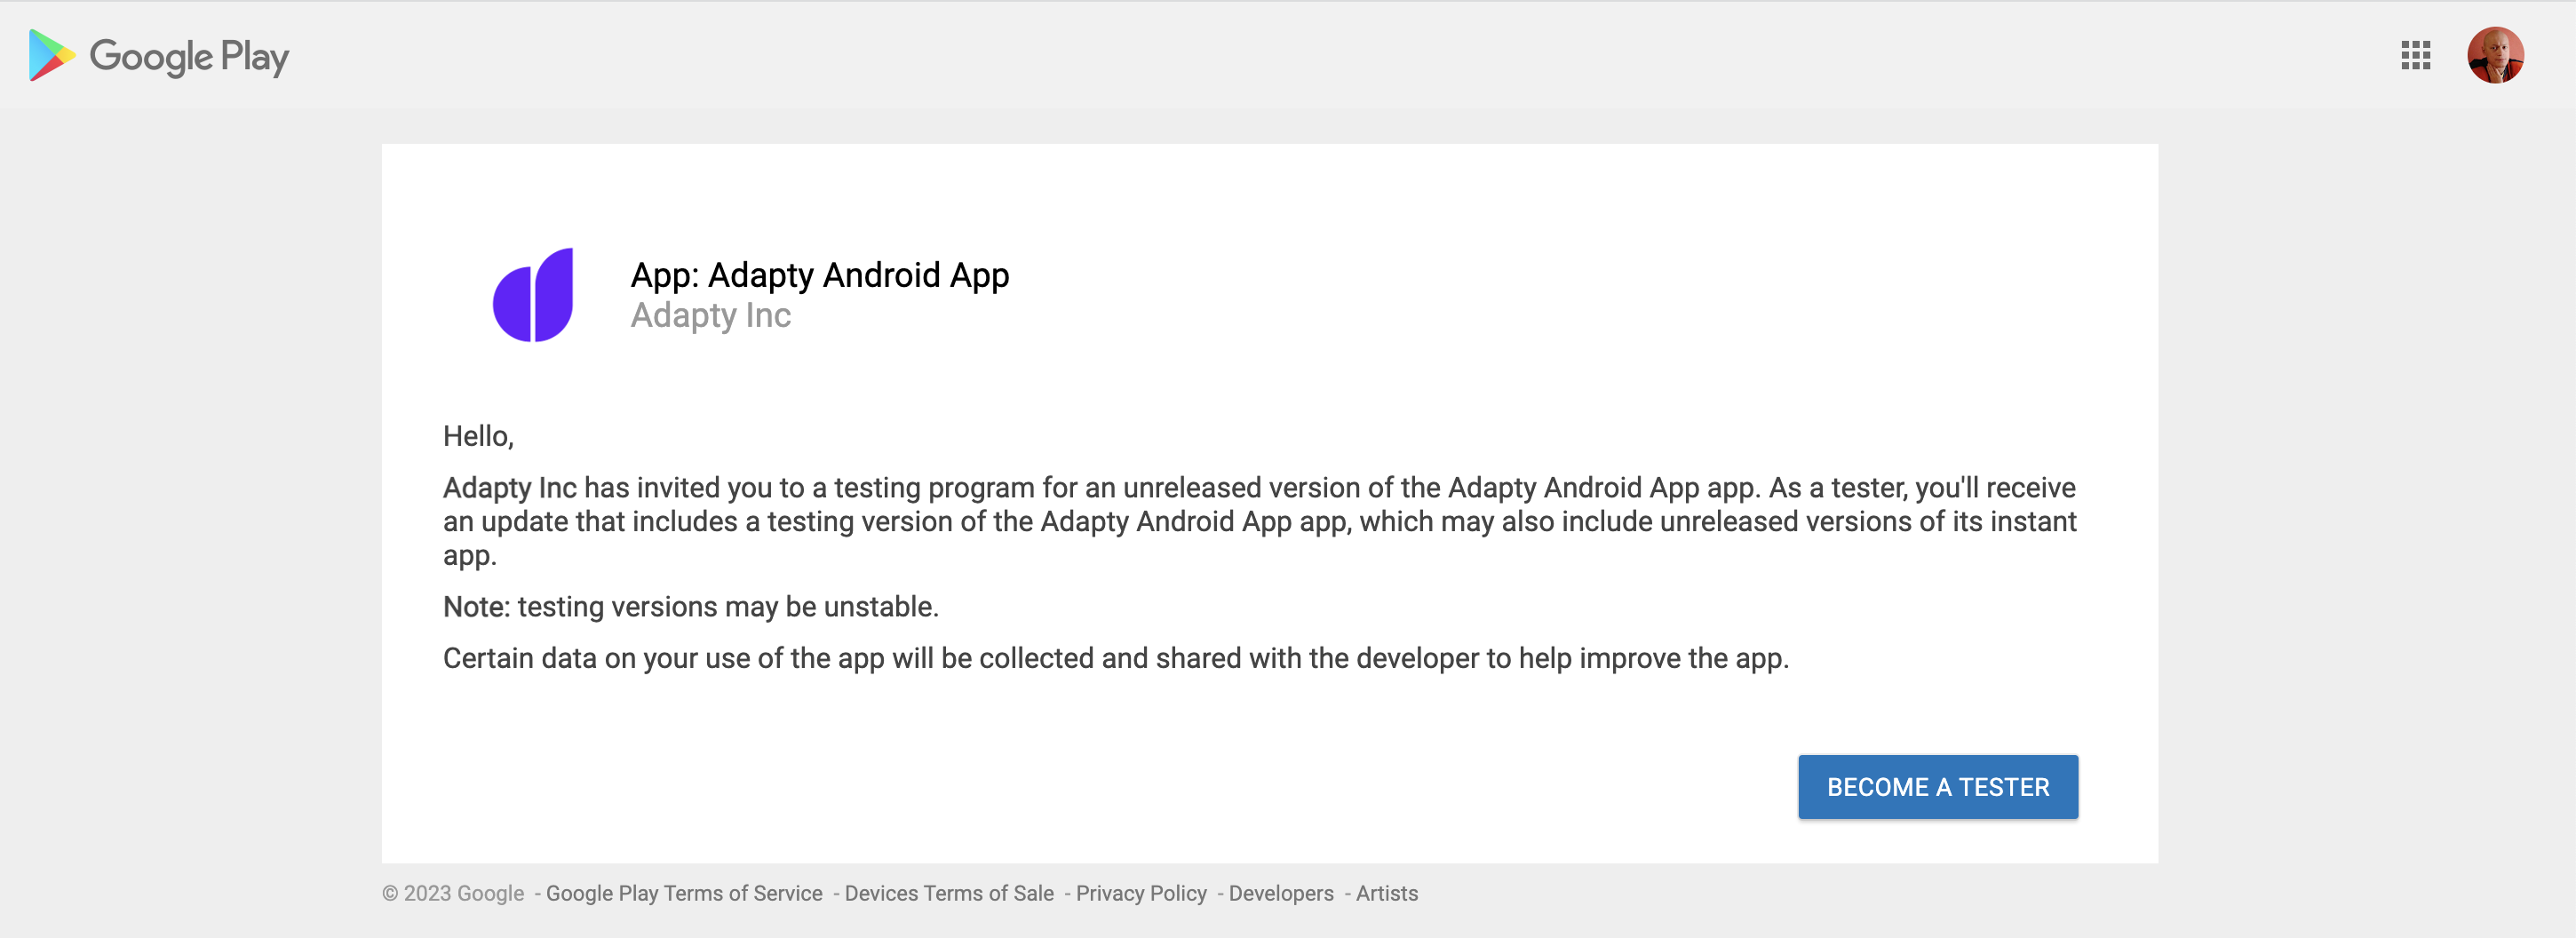 Google Play
App: Adapty Android App
Adapty Inc
Hello,
Adapty Inc has invited you to a testing program for an unreleased version of the Adapty Android App app. As a tester, you'll receive
an update that includes a testing version of the Adapty Android App app, which may also include unreleased versions of its instant
app.
Note: testing versions may be unstable.
Certain data on your use of the app will be collected and shared with the developer to help improve the app.
BECOME A TESTER
© 2023 Google - Google Play Terms of Service - Devices Terms of Sale - Privacy Policy - Developers - Artists